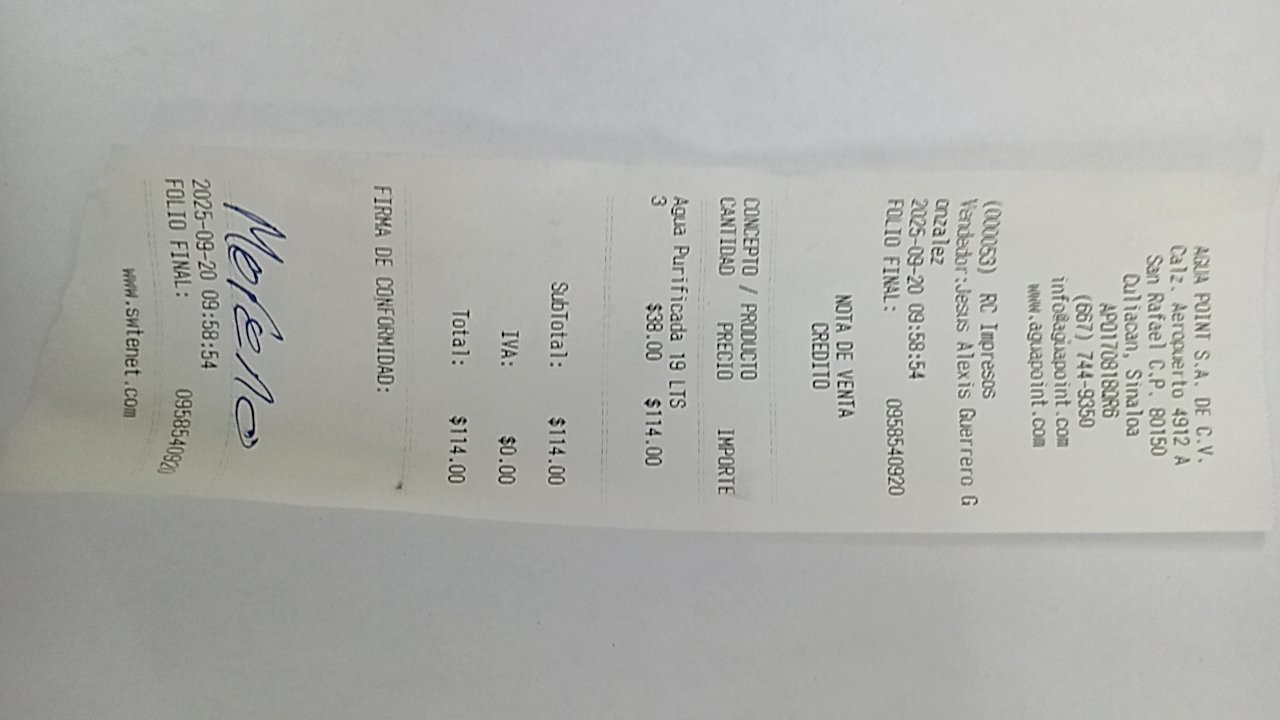 AGUA POINT S.A. DE C.V.
Calz. Aeropuerto 4912 A
San Rafael C.P. 80150
Culiacan, Sinaloa
APO170818QR6
(667) 744-9350
info@aguapoint.com
www.aguapoint.com
(000053) RC Impresos
Vendedor:Jesus Alexis Guerrero G
onzalez
2025-09-20 09:58:54
FOLIO FINAL: 0958540920
NOTA DE VENTA
CREDITO
CONCEPTO / PRODUCTO
CANTIDAD PRECIO IMPORTE
Agua Purificada 19 LTS
3 $38.00 $114.00
SubTotal: $114.00
IVA: $0.00
Total: $114.00
FIRMA DE CONFORMIDAD:
Moreno
2025-09-20 09:58:54
FOLIO FINAL: 0958540920
www.swtenet.com